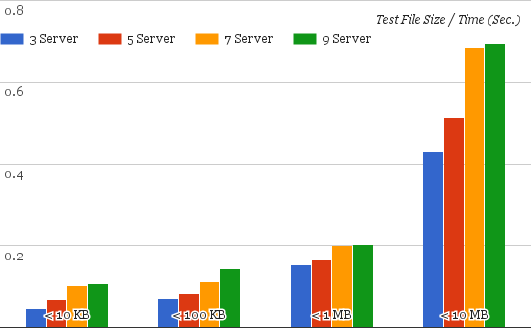 0.8
Test File Size / Time (Sec.)
3 Server 5 Server 7 Server 9 Server
0.6
0.4
0.2
< 10 KB < 100 KB < 1 MB < 10 MB